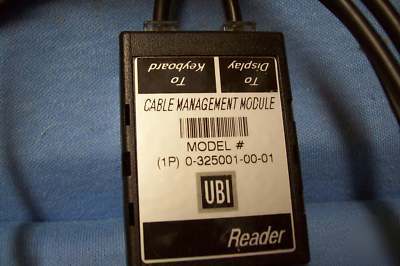 To Keyboard
To Display
CABLE MANAGEMENT MODULE
MODEL #
(1P) 0-325001-00-01
UBI
Reader